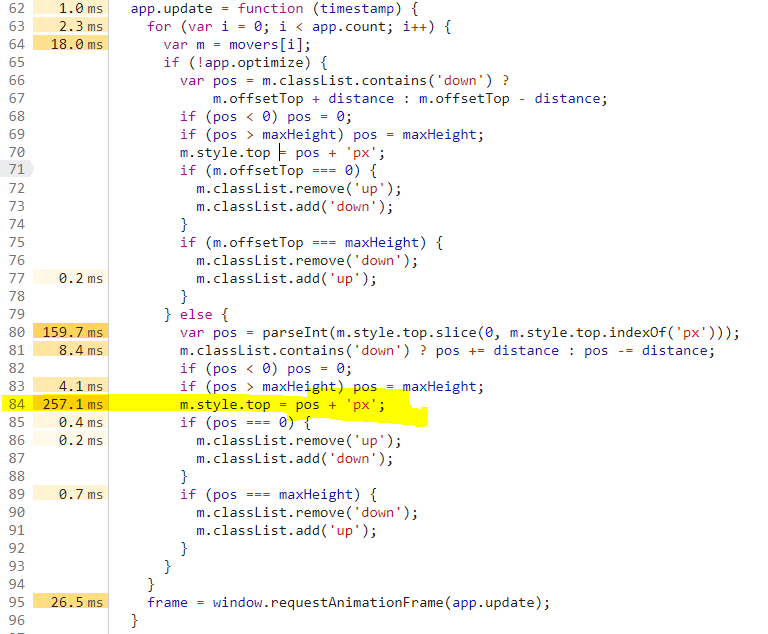 62 1.0 ms app.update = function (timestamp) {
63 2.3 ms for (var i = 0; i < app.count; i++) {
64 18.0 ms var m = movers[i];
65 if (!app.optimize) {
66 var pos = m.classList.contains('down') ?
67 m.offsetTop + distance : m.offsetTop - distance;
68 if (pos < 0) pos = 0;
69 if (pos > maxHeight) pos = maxHeight;
70 m.style.top = pos + 'px';
71 if (m.offsetTop === 0) {
72 m.classList.remove('up');
73 m.classList.add('down');
74 }
75 if (m.offsetTop === maxHeight) {
76 m.classList.remove('down');
77 0.2 ms m.classList.add('up');
78 }
79 } else {
80 159.7 ms var pos = parseInt(m.style.top.slice(0, m.style.top.indexOf('px')));
81 8.4 ms m.classList.contains('down') ? pos += distance : pos -= distance;
82 if (pos < 0) pos = 0;
83 4.1 ms if (pos > maxHeight) pos = maxHeight;
84 257.1 ms m.style.top = pos + 'px';
85 0.4 ms if (pos === 0) {
86 0.2 ms m.classList.remove('up');
87 m.classList.add('down');
88 }
89 0.7 ms if (pos === maxHeight) {
90 m.classList.remove('down');
91 m.classList.add('up');
92 }
93 }
94 }
95 26.5 ms frame = window.requestAnimationFrame(app.update);
96 }